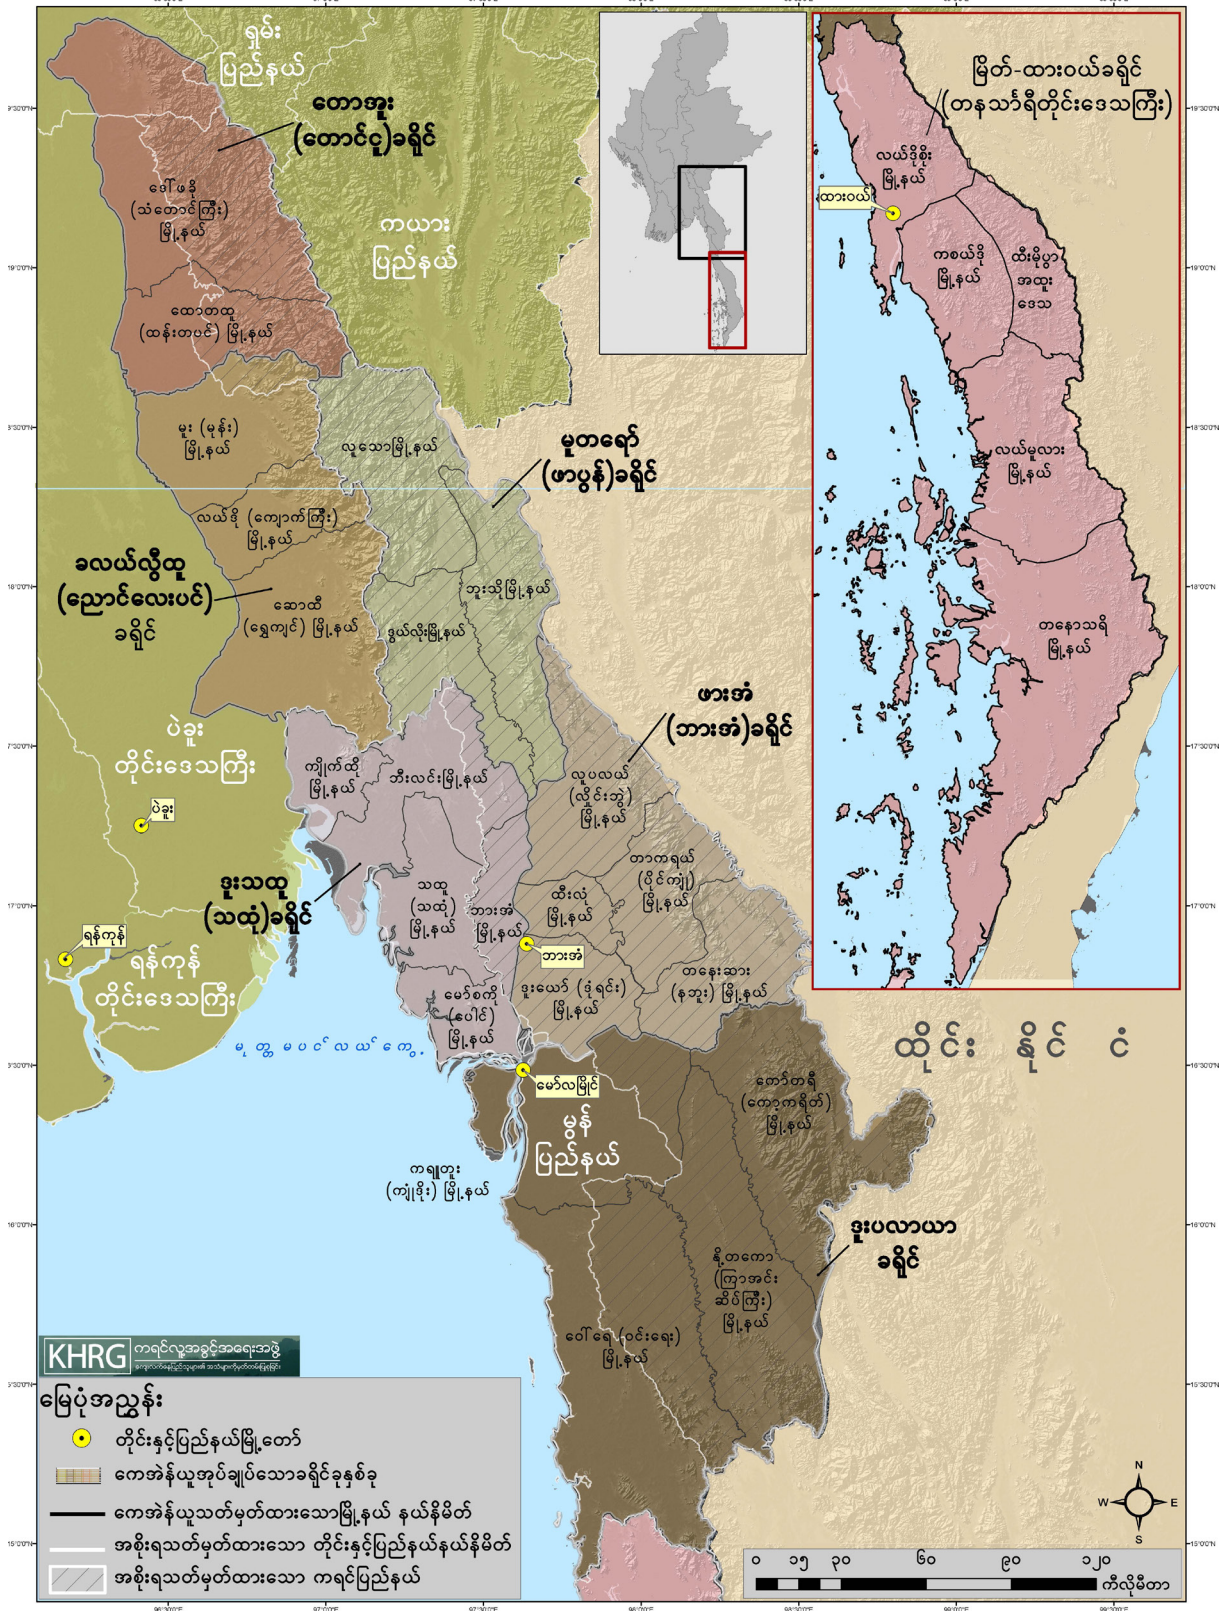 ရှမ်း
ပြည်နယ်
တောအူး
(တောင်ငူ)ခရိုင်
ဒေါဖခို
(သံတောင်ကြီး)
မြို့နယ်
ကယား
ပြည်နယ်
ထောတထူ
(ထန်းတပင်) မြို့နယ်
မူး (မုန်း)
မြို့နယ်
လူသောမြို့နယ်
မူတရော်
(ဖာပွန်)ခရိုင်
လယ်ဒို (ကျောက်ကြီး)
မြို့နယ်
ခလယ်လွီထူ
(ညောင်လေးပင်)
ခရိုင်
ဆောထီ
(ရွှေကျင်) မြို့နယ်
ဘူးသိုမြို့နယ်
ဒွယ်လိုးမြို့နယ်
ဖားအံ
(ဘားအံ)ခရိုင်
ပဲခူး
တိုင်းဒေသကြီး
ပဲခူး
ကျိုက်ထို
မြို့နယ်
ဘီးလင်းမြို့နယ်
လူပလယ်
(လှိုင်းဘွဲ)
မြို့နယ်
တာကရယ်
(ပိုင်ကျုံ)
မြို့နယ်
ဒူးသထူ
(သထုံ)ခရိုင်
သထူ
(သထုံ)
မြို့နယ်
ဘားအံ
မြို့နယ်
ထီးလုံ
မြို့နယ်
ဘားအံ
ရန်ကုန်
ရန်ကုန်
တိုင်းဒေသကြီး
မော်စကို
(ပေါင်)
မြို့နယ်
ဒူးယော် (ဒုံရင်း)
မြို့နယ်
တနေးဆား
(နဘူး) မြို့နယ်
မုတ္တမပင်လယ်ကွေ့
မော်လမြိုင်
မွန်
ပြည်နယ်
ကော်တရီ
(ကော့ကရိတ်)
မြို့နယ်
ကရူတူး
(ကျုံဒိုး) မြို့နယ်
ဒူးပလာယာ
ခရိုင်
နို့တကော
(ကြာအင်း
ဆိပ်ကြီး)
မြို့နယ်
ဝေါ်ရေ (ဝင်းရေး)
မြို့နယ်
ထိုင်း နိုင် ငံ
မြိတ်-ထားဝယ်ခရိုင်
(တနင်္သာရီတိုင်းဒေသကြီး)
လယ်ဒိုစိုး
မြို့နယ်
ထားဝယ်
ကစယ်ဒို
မြို့နယ်
ထီးမိုပွာ
အထူး
ဒေသ
လယ်မူလား
မြို့နယ်
တနောသရိ
မြို့နယ်
KHRG
ကရင်လူ့အခွင့်အရေးအဖွဲ့
ကျေးလက်နေပြည်သူများ၏ အသံများကိုမှတ်တမ်းပြုခြင်း
မြေပုံအညွှန်း
တိုင်းနှင့်ပြည်နယ်မြို့တော်
ကေအဲန်ယူအုပ်ချုပ်သောခရိုင်ခုနှစ်ခု
ကေအဲန်ယူသတ်မှတ်ထားသောမြို့နယ် နယ်နိမိတ်
အစိုးရသတ်မှတ်ထားသော တိုင်းနှင့်ပြည်နယ်နယ်နိမိတ်
အစိုးရသတ်မှတ်ထားသော ကရင်ပြည်နယ်
N
W E
S
၀ ၁၅ ၃၀ ၆၀ ၉၀ ၁၂၀
ကီလိုမီတာ